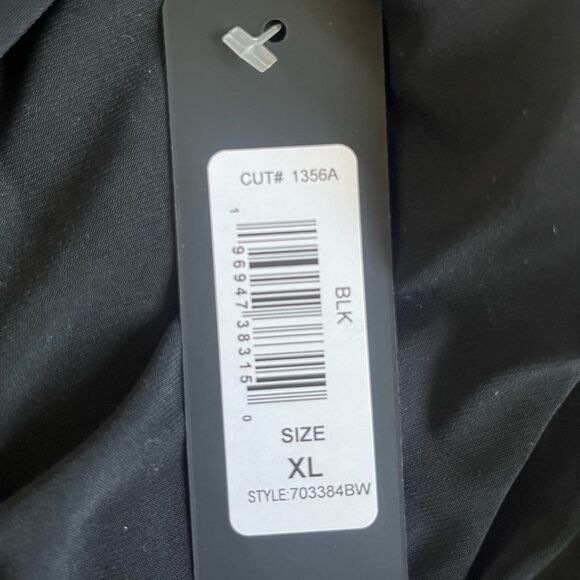 CUT# 1356A
1 96947 38315 0
BLK
SIZE
XL
STYLE:703384BW